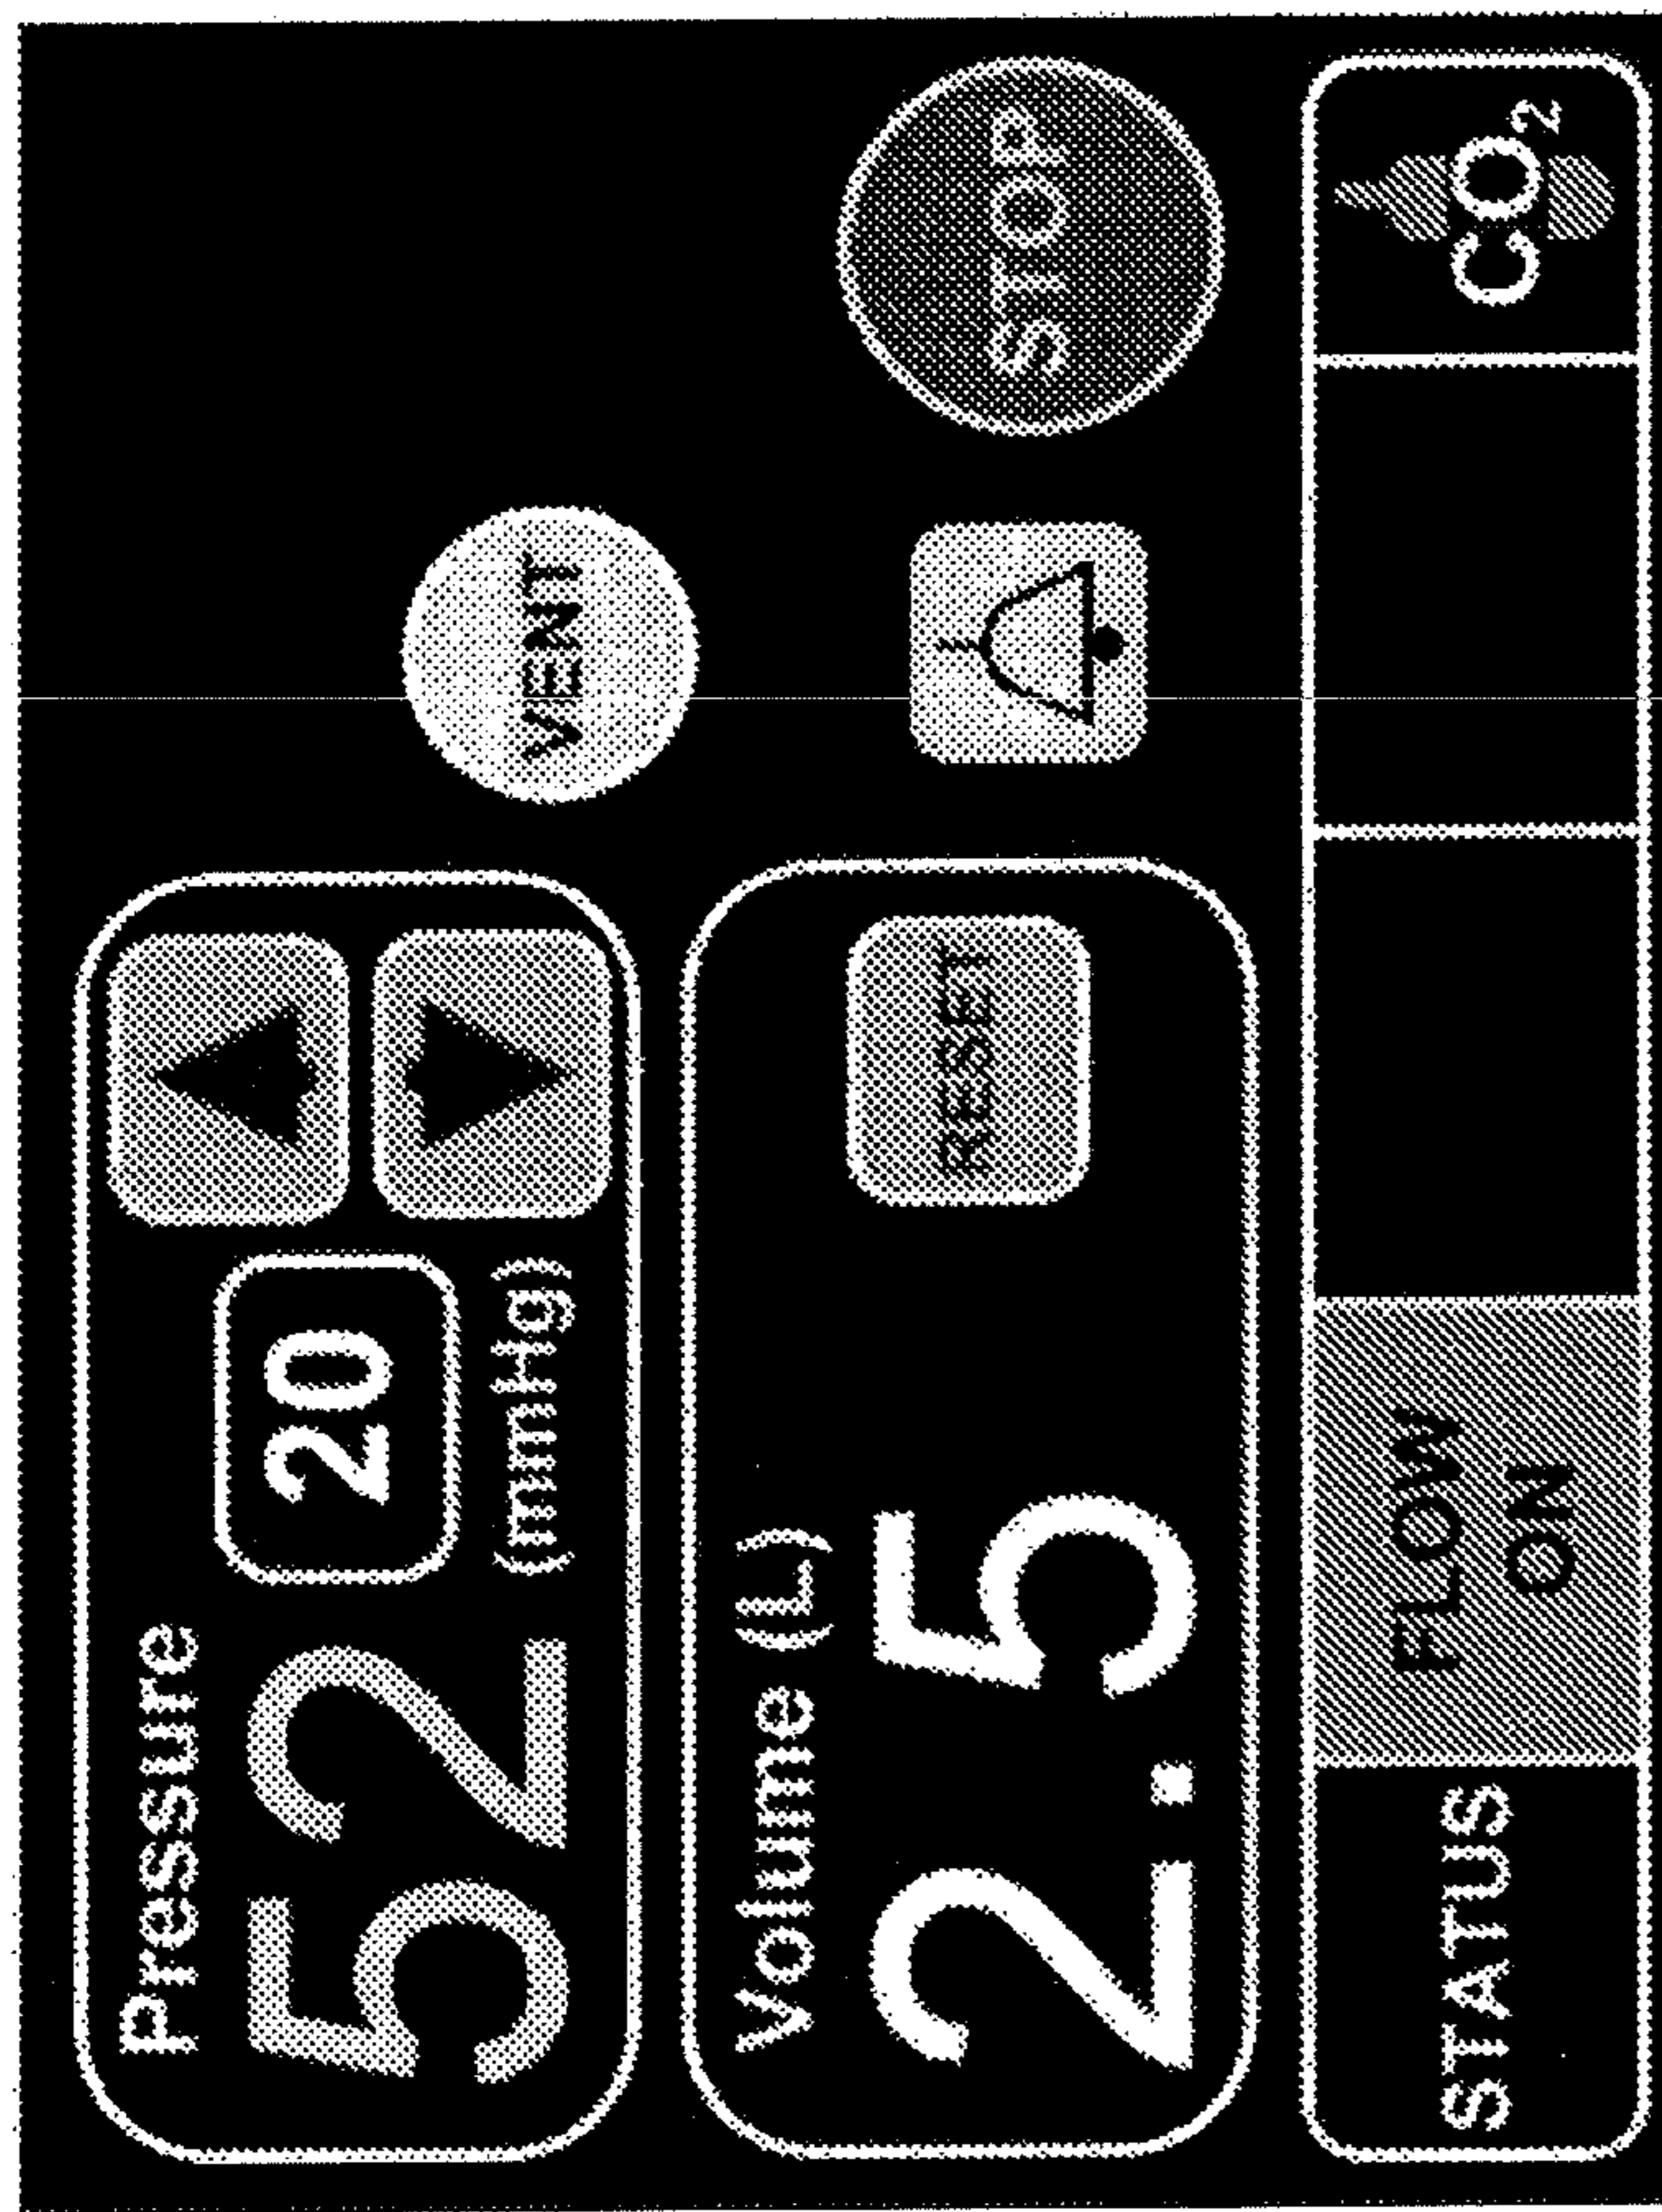 Pressure
52
20
(mmHg)
VENT
Volume (L)
2.5
RESET
STOP
STATUS
FLOW
ON
CO₂